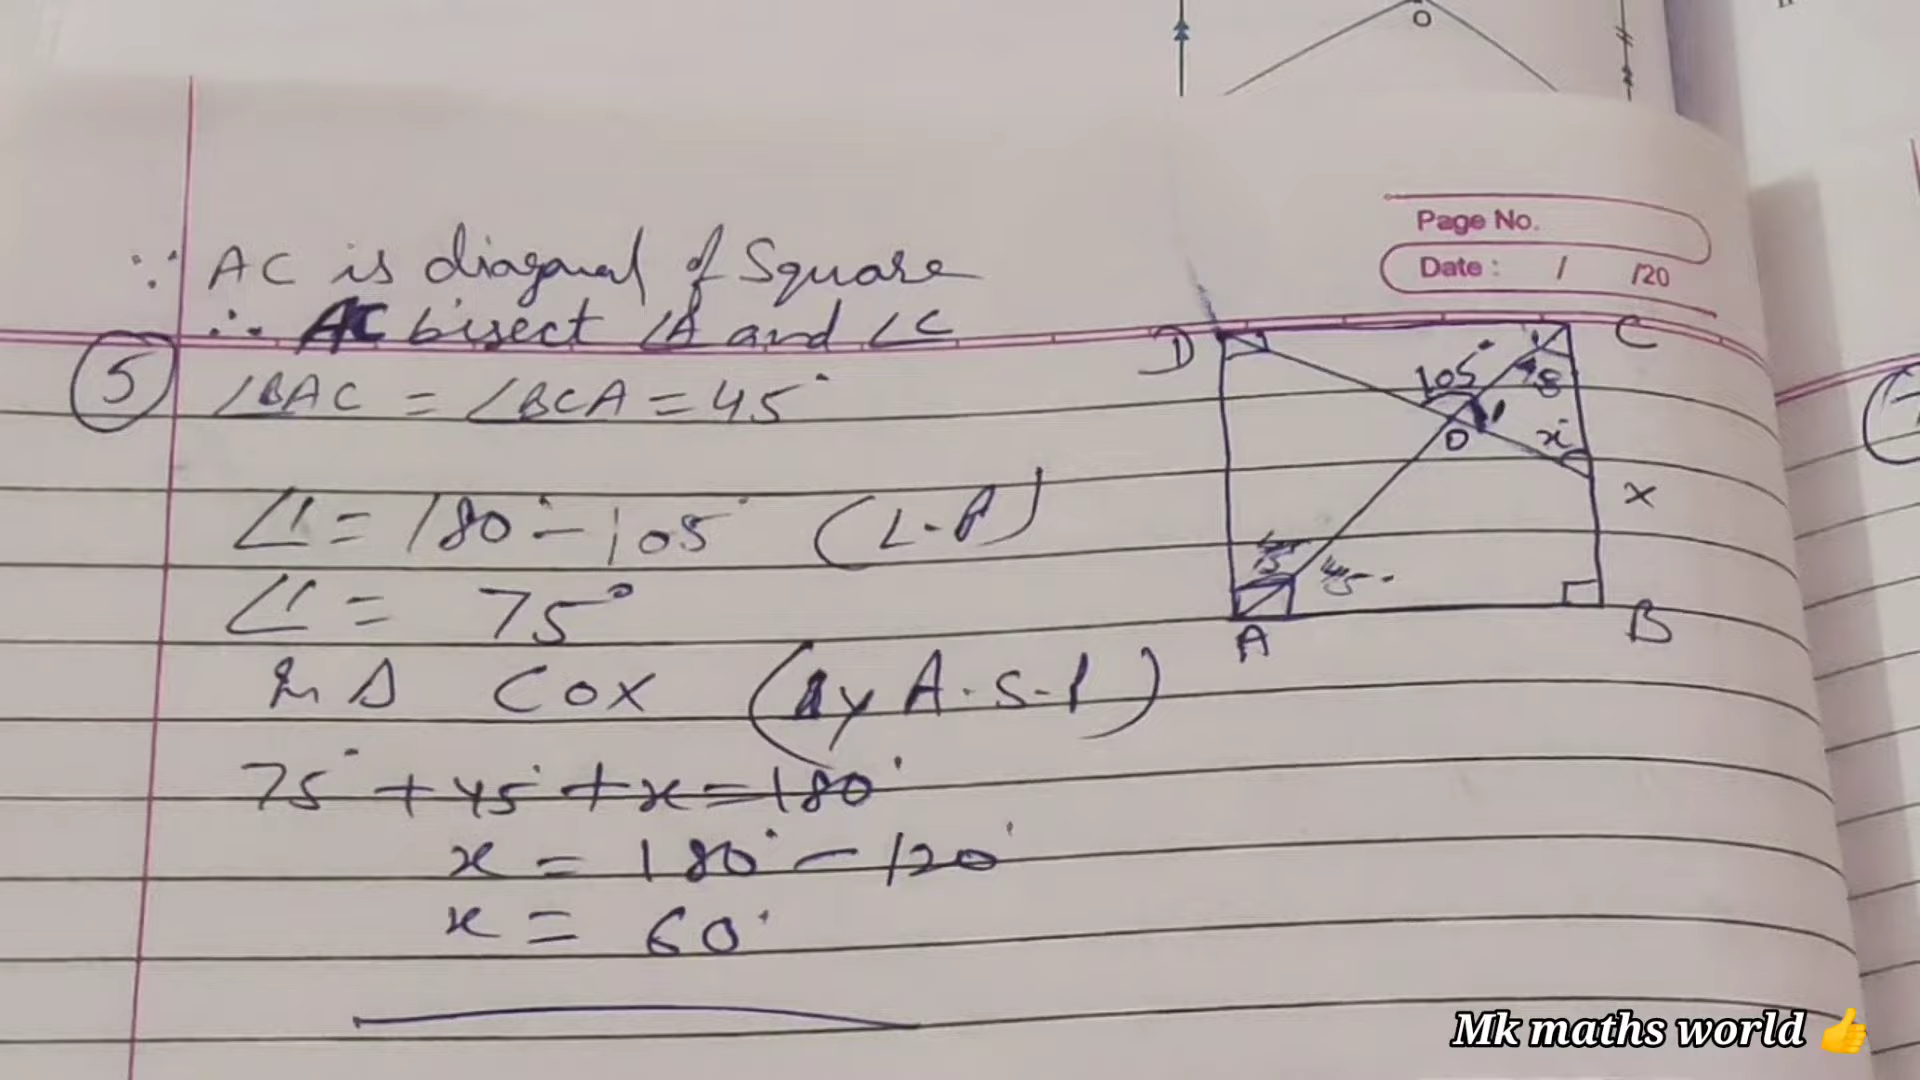 O
Page No.
Date : / /20
∵ AC is diagonal of Square
∴ AC bisect ∠A and ∠C
5
∠BAC = ∠BCA = 45°
∠1 = 180° - 105° (L.P)
∠1 = 75°
In Δ COX (By A.S.P)
75° + 45° + x = 180°
x = 180° - 120°
x = 60°
D C
105° 1
O x X
45° 45°
A B
Mk maths world 👍